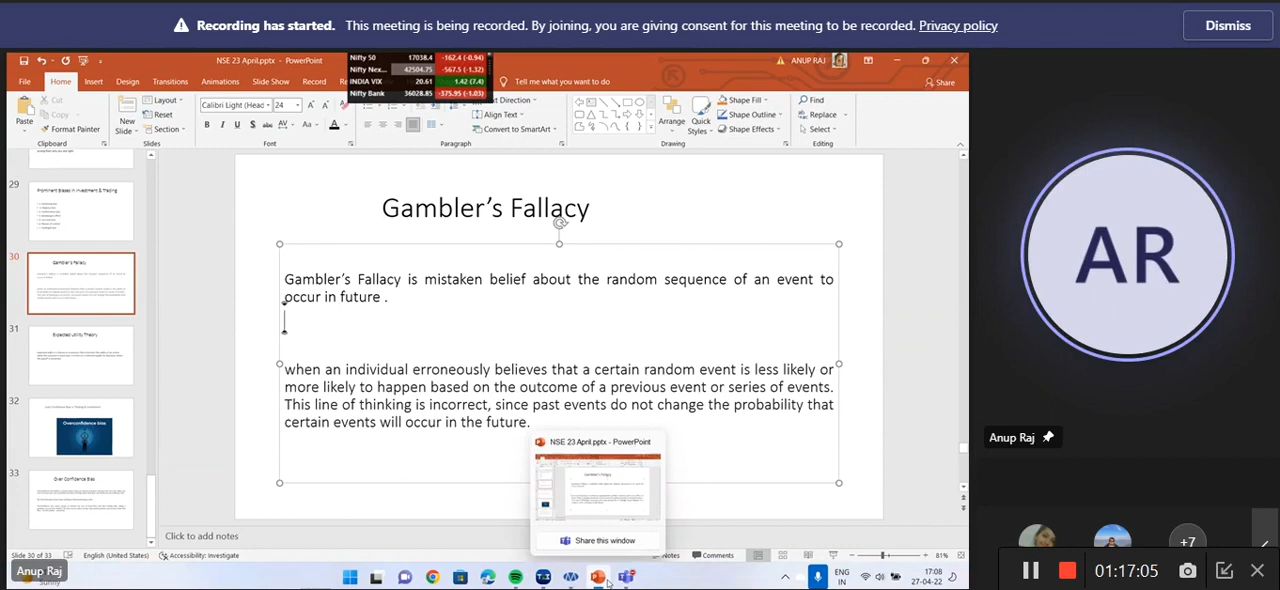 Recording has started. This meeting is being recorded. By joining, you are giving consent for this meeting to be recorded. Privacy policy
Dismiss
NSE 23 April.pptx - PowerPoint
Nifty 50 17038.4 -162.4 (-0.94)
Nifty Nex... 42504.75 -567.5 (-1.32)
INDIA VIX 20.61 1.42 (7.4)
Nifty Bank 36028.85 -375.95 (-1.03)
ANUP RAJ
File Home Insert Design Transitions Animations Slide Show Record
Tell me what you want to do
Share
Paste
Cut
Copy
Format Painter
Clipboard
New Slide
Layout
Reset
Section
Slides
Calibri Light (Head 24
Font
Direction
Align Text
Convert to SmartArt
Paragraph
Arrange
Quick Styles
Shape Fill
Shape Outline
Shape Effects
Drawing
Find
Replace
Select
Editing
29
Prominent Biases in Investment & Trading
30
Gambler's Fallacy
31
Expected Utility Theory
32
Overconfidence bias
33
Over Confidence Bias
Gambler's Fallacy
Gambler's Fallacy is mistaken belief about the random sequence of an event to
occur in future .
when an individual erroneously believes that a certain random event is less likely or
more likely to happen based on the outcome of a previous event or series of events.
This line of thinking is incorrect, since past events do not change the probability that
certain events will occur in the future.
NSE 23 April.pptx - PowerPoint
Share this window
Click to add notes
Slide 30 of 33 English (United States) Accessibility: Investigate
Notes Comments 81%
Anup Raj
Sunny
ENG
IN
17:08
27-04-22
AR
Anup Raj
+7
01:17:05